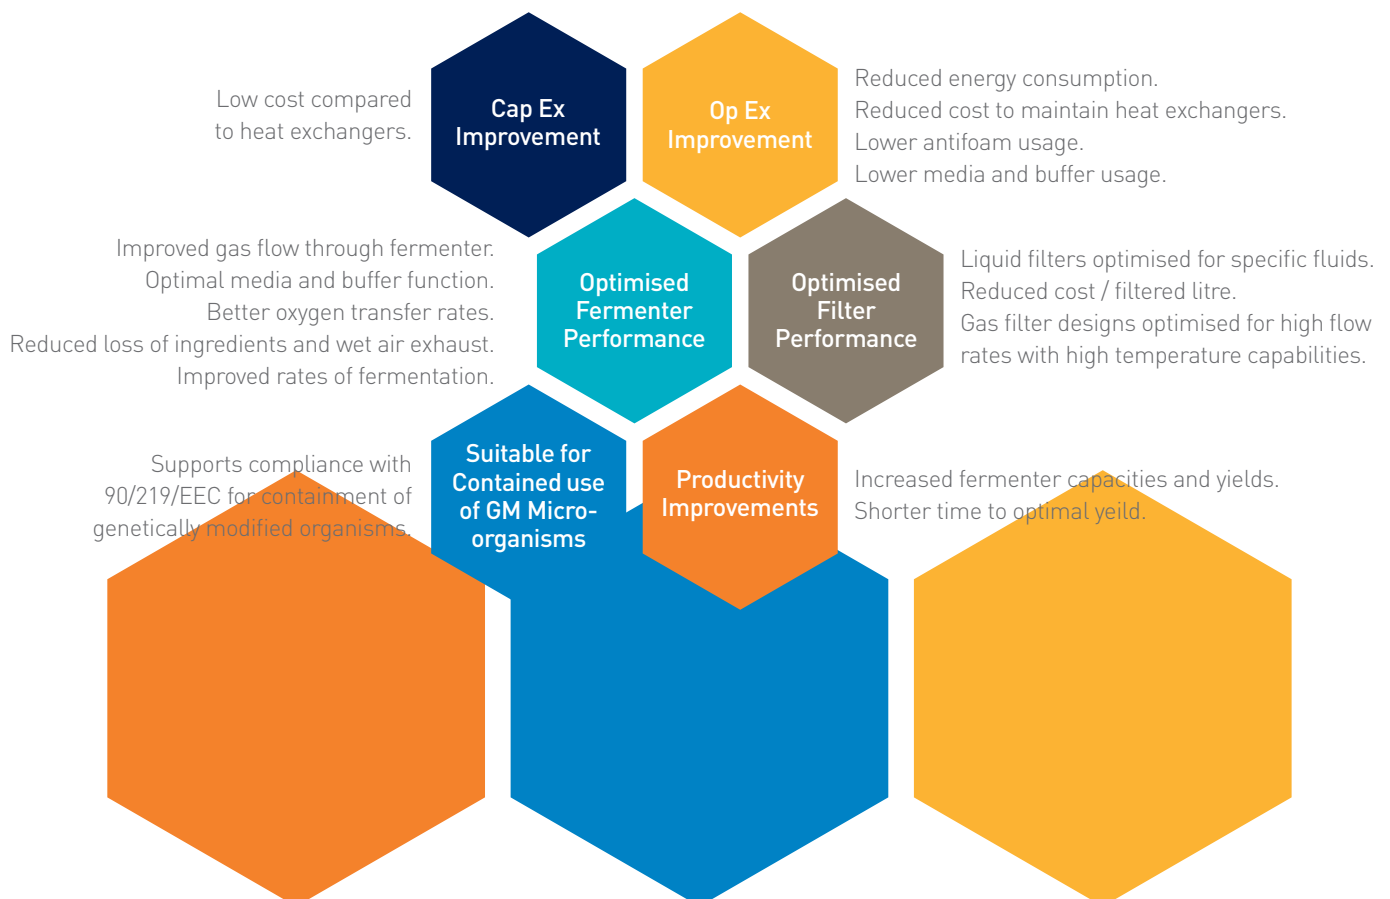 Low cost compared
to heat exchangers.
Cap Ex
Improvement
Op Ex
Improvement
Reduced energy consumption.
Reduced cost to maintain heat exchangers.
Lower antifoam usage.
Lower media and buffer usage.
Improved gas flow through fermenter.
Optimal media and buffer function.
Better oxygen transfer rates.
Reduced loss of ingredients and wet air exhaust.
Improved rates of fermentation.
Optimised
Fermenter
Performance
Optimised
Filter
Performance
Liquid filters optimised for specific fluids.
Reduced cost / filtered litre.
Gas filter designs optimised for high flow
rates with high temperature capabilities.
Supports compliance with
90/219/EEC for containment of
genetically modified organisms.
Suitable for
Contained use
of GM Micro-
organisms
Productivity
Improvements
Increased fermenter capacities and yields.
Shorter time to optimal yeild.